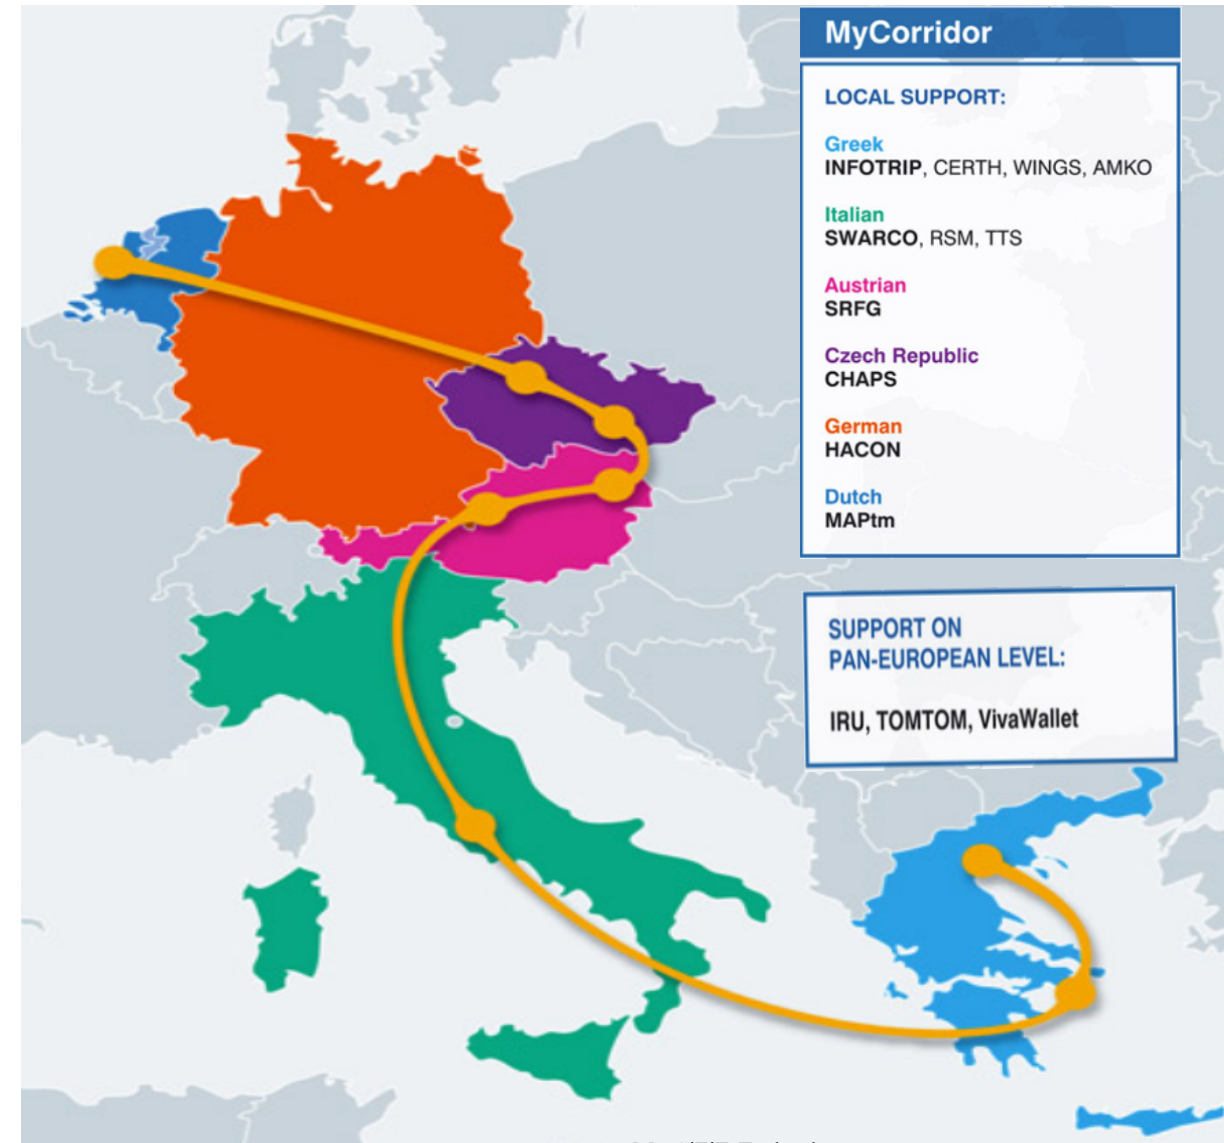 MyCorridor
LOCAL SUPPORT:
Greek
INFOTRIP, CERTH, WINGS, AMKO
Italian
SWARCO, RSM, TTS
Austrian
SRFG
Czech Republic
CHAPS
German
HACON
Dutch
MAPtm
SUPPORT ON
PAN-EUROPEAN LEVEL:
IRU, TOMTOM, VivaWallet